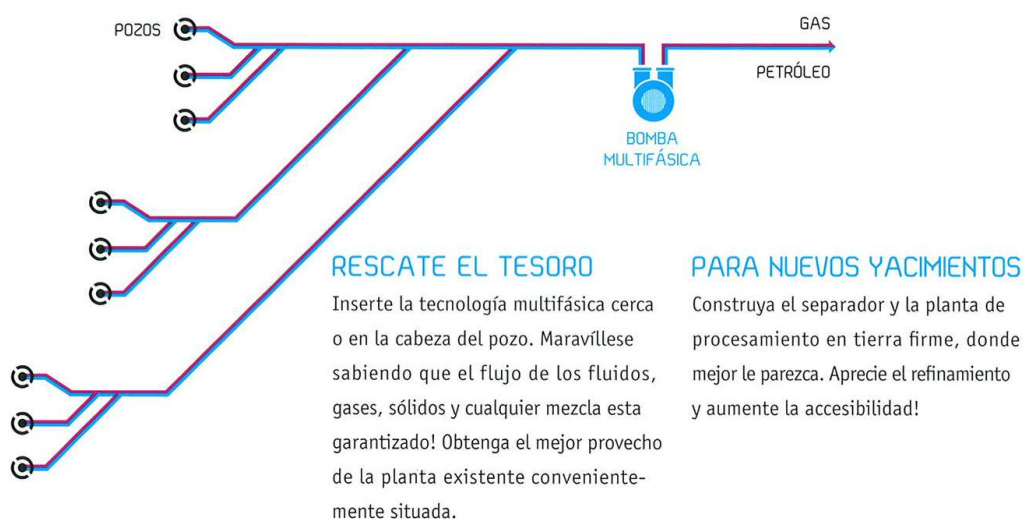 POZOS
GAS
PETRÓLEO
BOMBA
MULTIFÁSICA
RESCATE EL TESORO
Inserte la tecnología multifásica cerca
o en la cabeza del pozo. Maravíllese
sabiendo que el flujo de los fluidos,
gases, sólidos y cualquier mezcla esta
garantizado! Obtenga el mejor provecho
de la planta existente conveniente-
mente situada.
PARA NUEVOS YACIMIENTOS
Construya el separador y la planta de
procesamiento en tierra firme, donde
mejor le parezca. Aprecie el refinamiento
y aumente la accesibilidad!